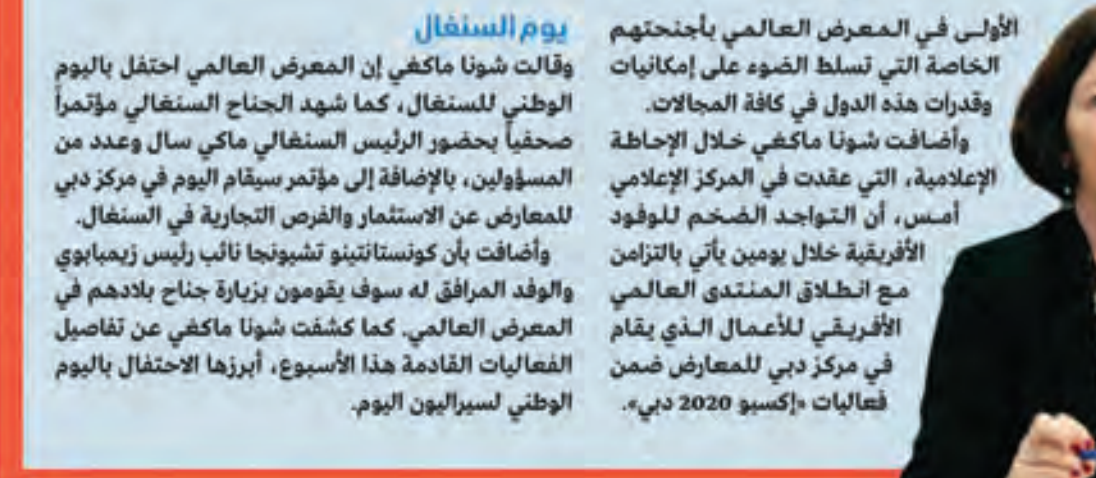 الأولى في المعرض العالمي بأجنحتهم
الخاصة التي تسلط الضوء على إمكانيات
وقدرات هذه الدول في كافة المجالات.
وأضافت شونا ماكغي خلال الإحاطة
الإعلامية، التي عقدت في المركز الإعلامي
أمس، أن التواجد الضخم للوفود
الأفريقية خلال يومين يأتي بالتزامن
مع انطلاق المنتدى العالمي
الأفريقي للأعمال الذي يقام
في مركز دبي للمعارض ضمن
فعاليات «إكسبو 2020 دبي».
يوم السنغال
وقالت شونا ماكغي إن المعرض العالمي احتفل باليوم
الوطني للسنغال، كما شهد الجناح السنغالي مؤتمراً
صحفياً بحضور الرئيس السنغالي ماكي سال وعدد من
المسؤولين، بالإضافة إلى مؤتمر سيقام اليوم في مركز دبي
للمعارض عن الاستثمار والفرص التجارية في السنغال.
وأضافت بأن كونستانتينو تشيونجا نائب رئيس زيمبابوي
والوفد المرافق له سوف يقومون بزيارة جناح بلادهم في
المعرض العالمي. كما كشفت شونا ماكغي عن تفاصيل
الفعاليات القادمة هذا الأسبوع، أبرزها الاحتفال باليوم
الوطني لسيراليون اليوم.